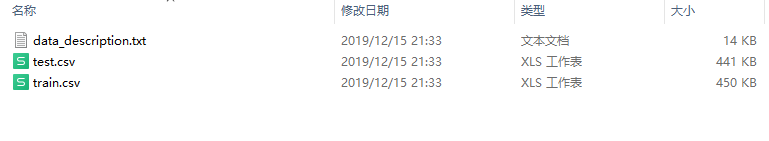 名称 修改日期 类型 大小
data_description.txt 2019/12/15 21:33 文本文档 14 KB
test.csv 2019/12/15 21:33 XLS 工作表 441 KB
train.csv 2019/12/15 21:33 XLS 工作表 450 KB